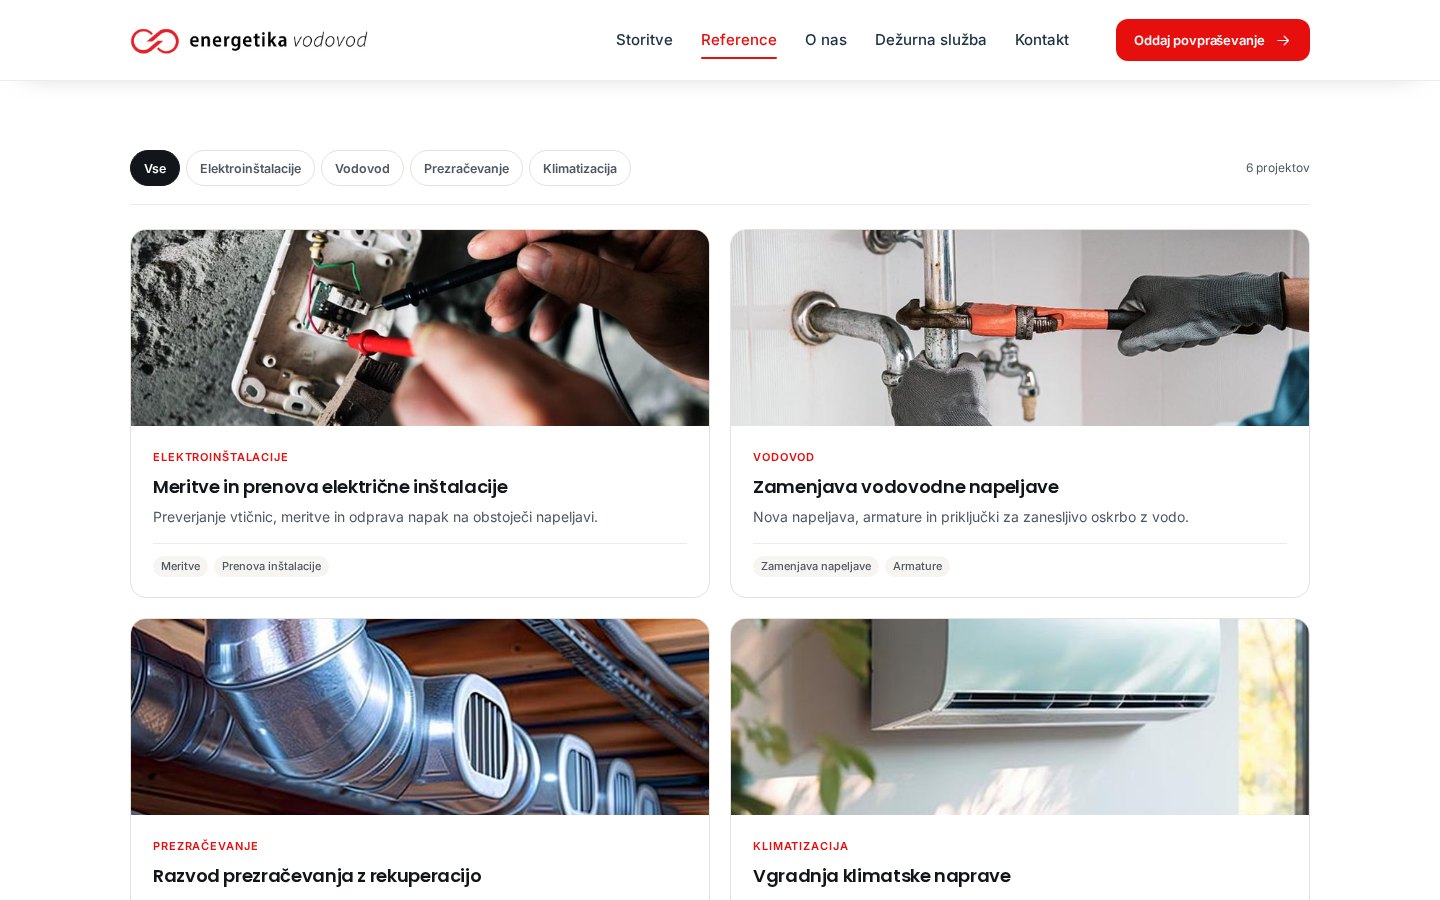 energetika vodovod
Storitve
Reference
O nas
Dežurna služba
Kontakt
Oddaj povpraševanje
Vse
Elektroinštalacije
Vodovod
Prezračevanje
Klimatizacija
6 projektov
ELEKTROINŠTALACIJE
Meritve in prenova električne inštalacije
Preverjanje vtičnic, meritve in odprava napak na obstoječi napeljavi.
Meritve
Prenova inštalacije
VODOVOD
Zamenjava vodovodne napeljave
Nova napeljava, armature in priključki za zanesljivo oskrbo z vodo.
Zamenjava napeljave
Armature
PREZRAČEVANJE
Razvod prezračevanja z rekuperacijo
KLIMATIZACIJA
Vgradnja klimatske naprave